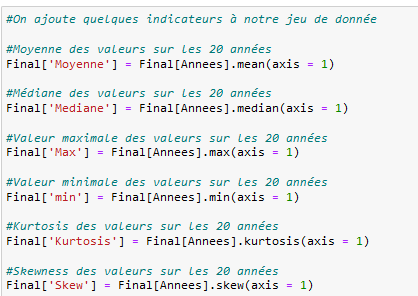 #On ajoute quelques indicateurs à notre jeu de donnée
#Moyenne des valeurs sur les 20 années
Final['Moyenne'] = Final[Annees].mean(axis = 1)
#Médiane des valeurs sur les 20 années
Final['Mediane'] = Final[Annees].median(axis = 1)
#Valeur maximale des valeurs sur les 20 années
Final['Max'] = Final[Annees].max(axis = 1)
#Valeur minimale des valeurs sur les 20 années
Final['min'] = Final[Annees].min(axis = 1)
#Kurtosis des valeurs sur les 20 années
Final['Kurtosis'] = Final[Annees].kurtosis(axis = 1)
#Skewness des valeurs sur les 20 années
Final['Skew'] = Final[Annees].skew(axis = 1)